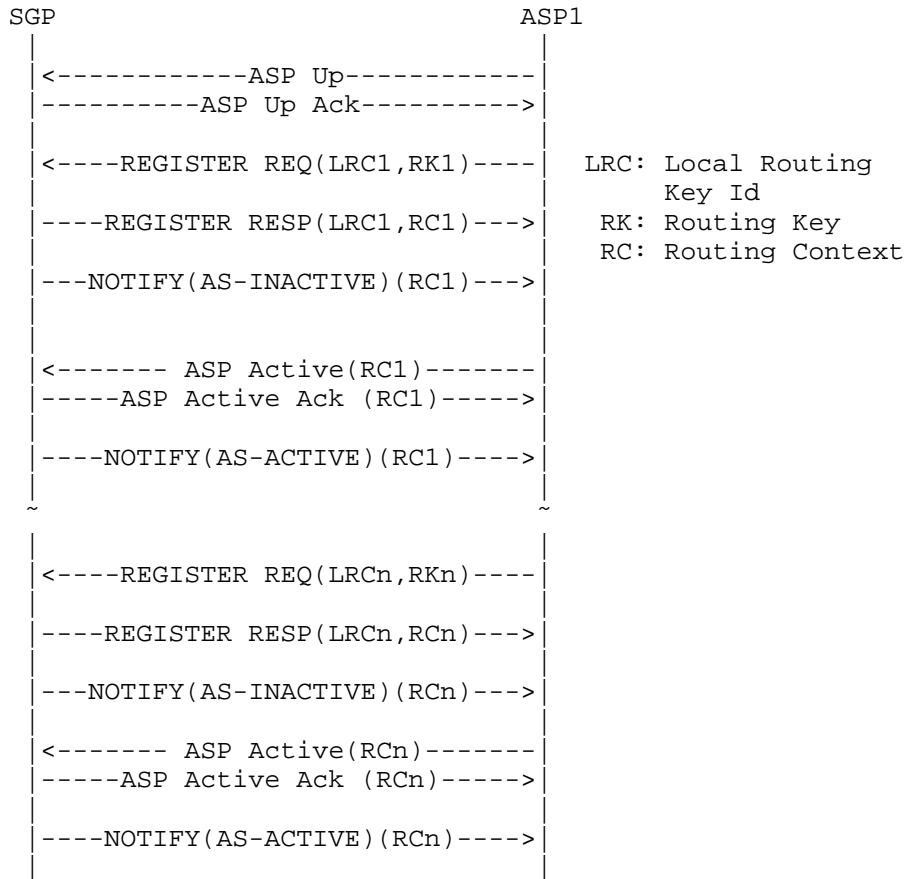 SGP ASP1
<------------ASP Up------------
----------ASP Up Ack---------->
<----REGISTER REQ(LRC1,RK1)---- LRC: Local Routing
Key Id
----REGISTER RESP(LRC1,RC1)---> RK: Routing Key
RC: Routing Context
---NOTIFY(AS-INACTIVE)(RC1)--->
<------- ASP Active(RC1)-------
-----ASP Active Ack (RC1)----->
----NOTIFY(AS-ACTIVE)(RC1)---->
~ ~
<----REGISTER REQ(LRCn,RKn)----
----REGISTER RESP(LRCn,RCn)--->
---NOTIFY(AS-INACTIVE)(RCn)--->
<------- ASP Active(RCn)-------
-----ASP Active Ack (RCn)----->
----NOTIFY(AS-ACTIVE)(RCn)---->